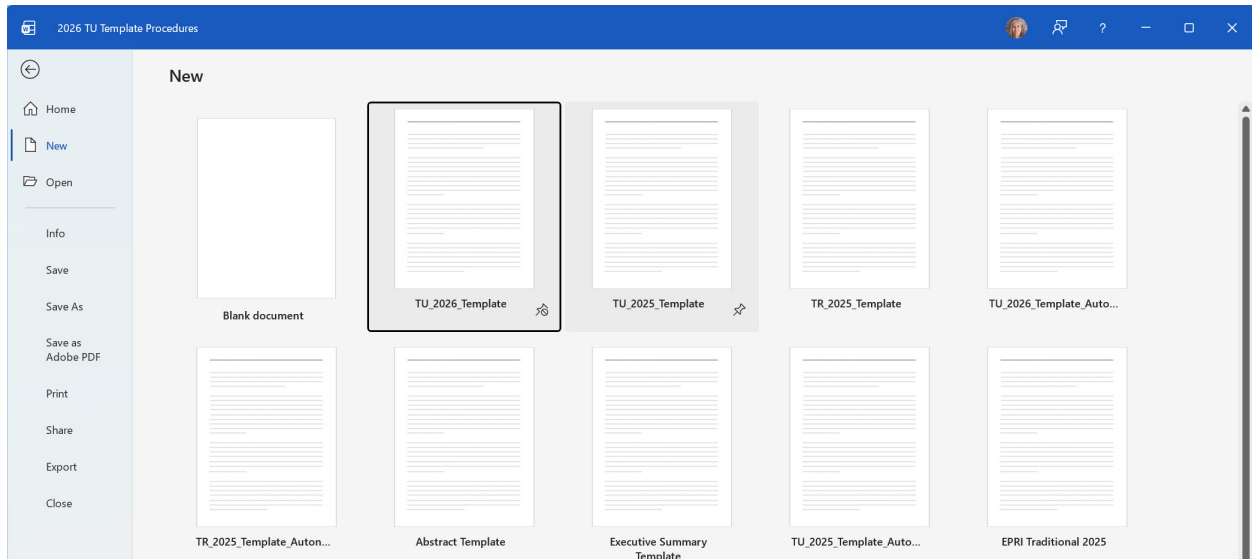 2026 TU Template Procedures
?
New
Home
New
Open
Info
Save
Save As
Save as
Adobe PDF
Print
Share
Export
Close
Blank document
TU_2026_Template
TU_2025_Template
TR_2025_Template
TU_2026_Template_Auto...
TR_2025_Template_Auton...
Abstract Template
Executive Summary
Template
TU_2025_Template_Auto...
EPRI Traditional 2025